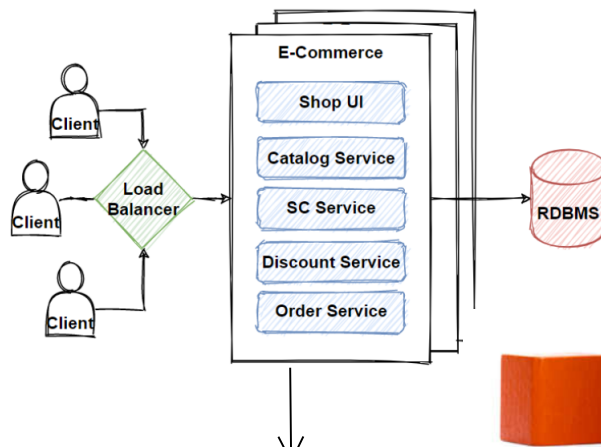 E-Commerce
Shop UI
Catalog Service
SC Service
Discount Service
Order Service
Client
Client
Client
Load
Balancer
RDBMS